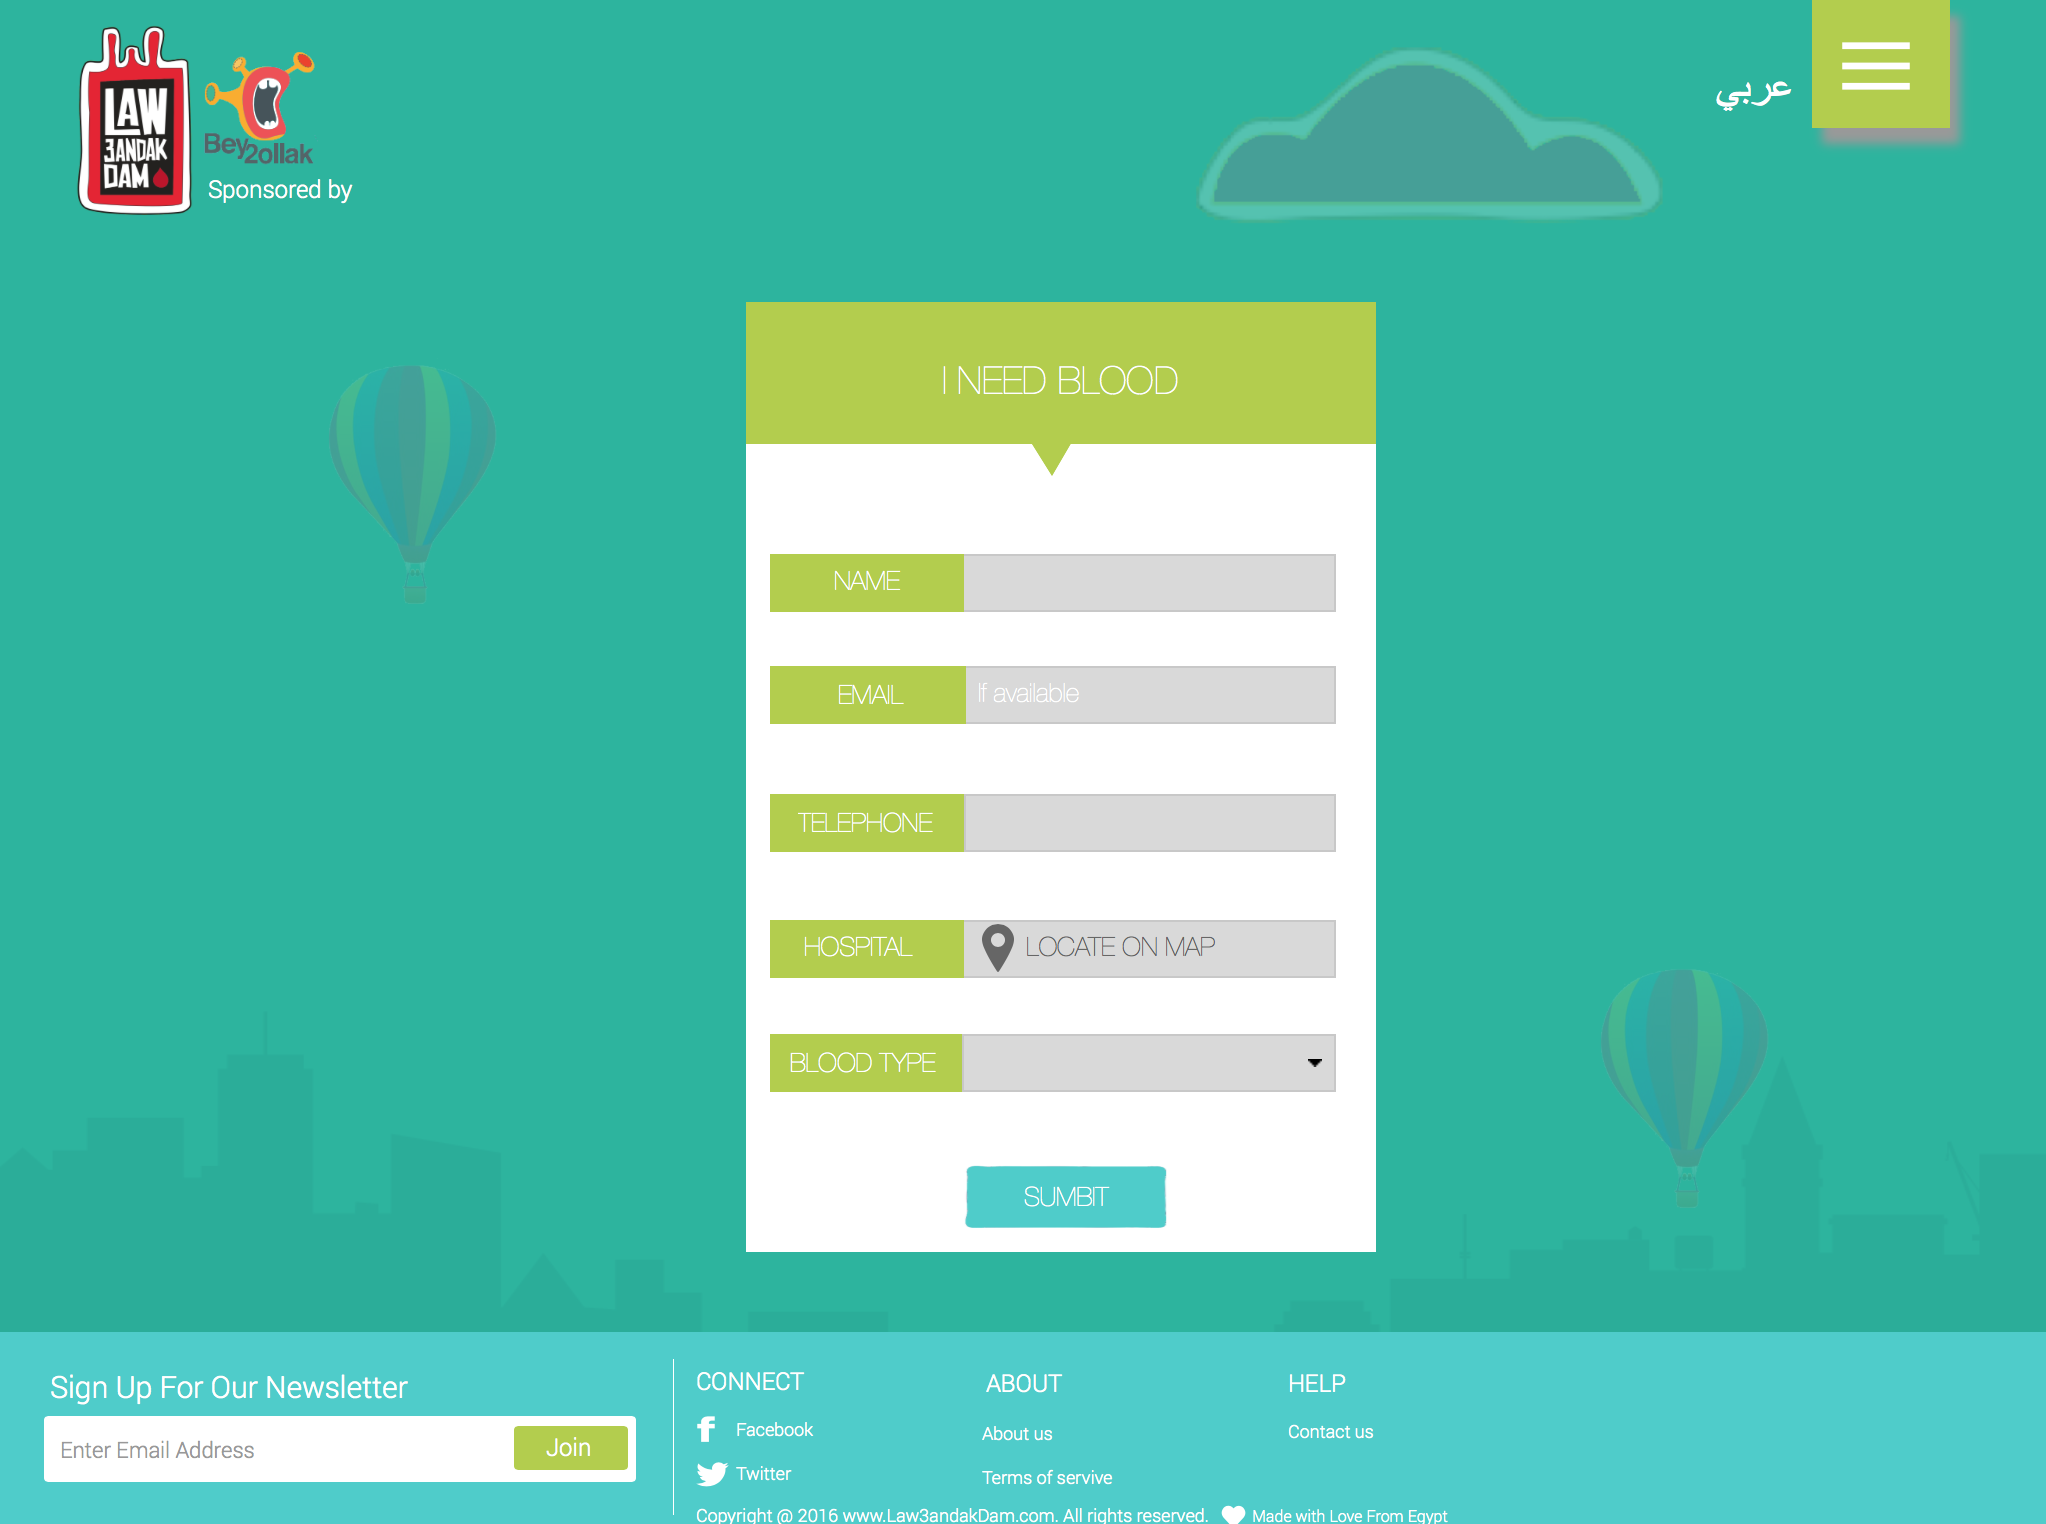 LAW
3ANDAK
DAM
Bey2ollak
Sponsored by
عربي
I NEED BLOOD
NAME
EMAIL If available
TELEPHONE
HOSPITAL LOCATE ON MAP
BLOOD TYPE
SUMBIT
Sign Up For Our Newsletter
Enter Email Address Join
CONNECT
Facebook
Twitter
ABOUT
About us
Terms of servive
HELP
Contact us
Copyright @ 2016 www.Law3andakDam.com. All rights reserved. Made with Love From Egypt